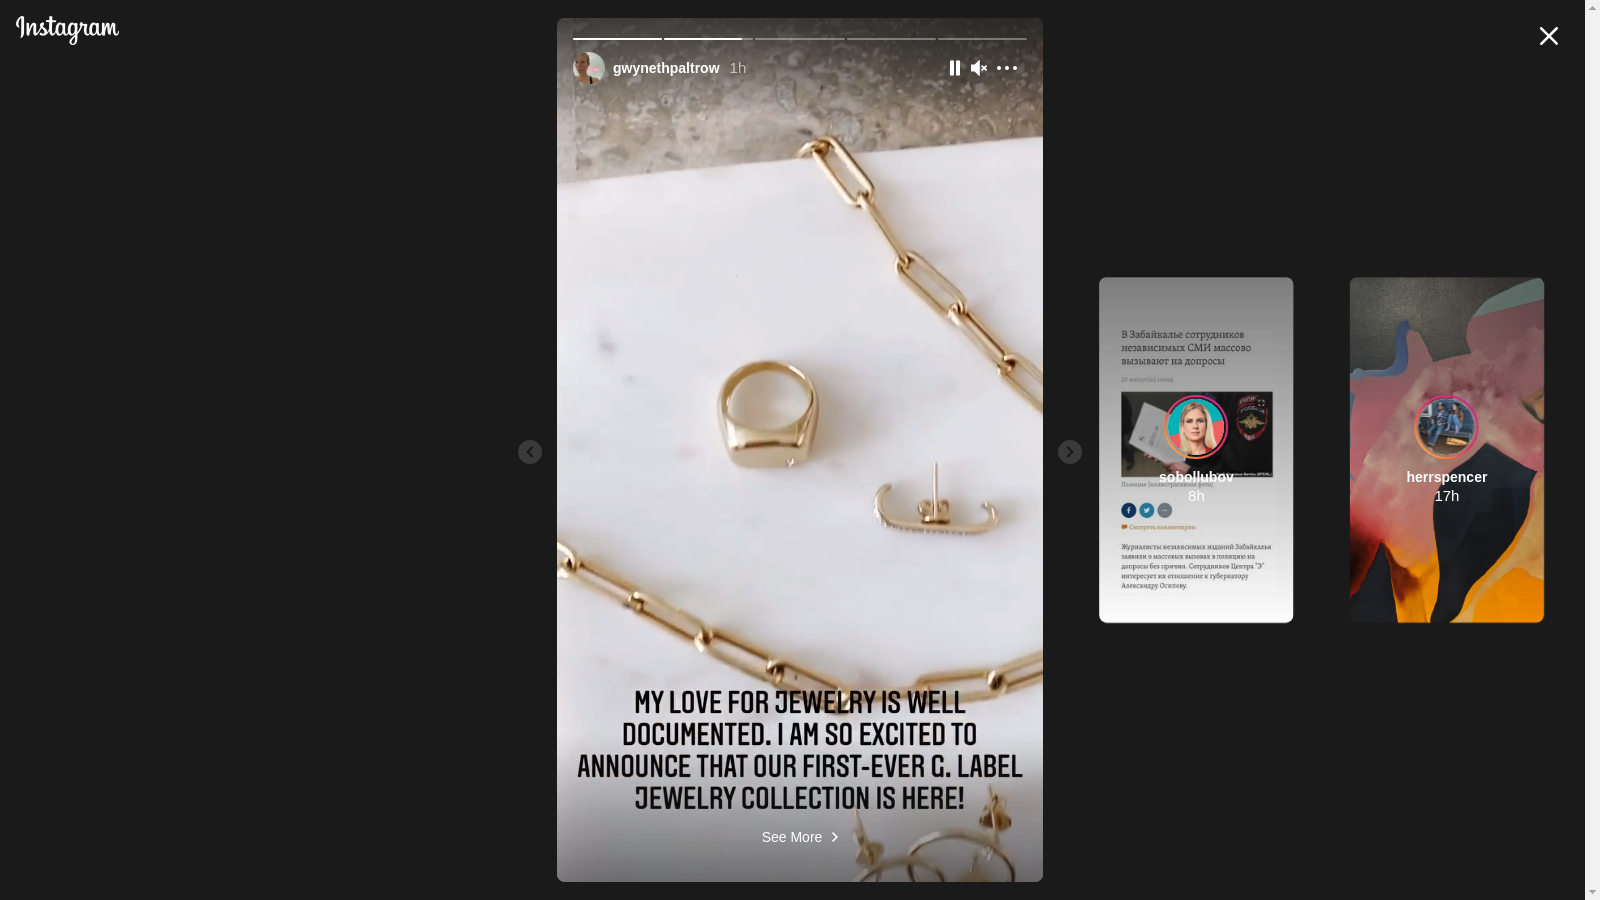 Instagram
gwynethpaltrow 1h
MY LOVE FOR JEWELRY IS WELL
DOCUMENTED. I AM SO EXCITED TO
ANNOUNCE THAT OUR FIRST-EVER G. LABEL
JEWELRY COLLECTION IS HERE!
See More
В Забайкалье сотрудников
независимых СМИ массово
вызывают на допросы
sobollubov
8h
Смотреть комментарии
Журналисты независимых изданий Забайкалья
заявили о массовых вызовах в полицию на
допросы без причин. Сотрудников Центра "Э"
интересует их отношение к губернатору
Александру Осипову.
herrspencer
17h